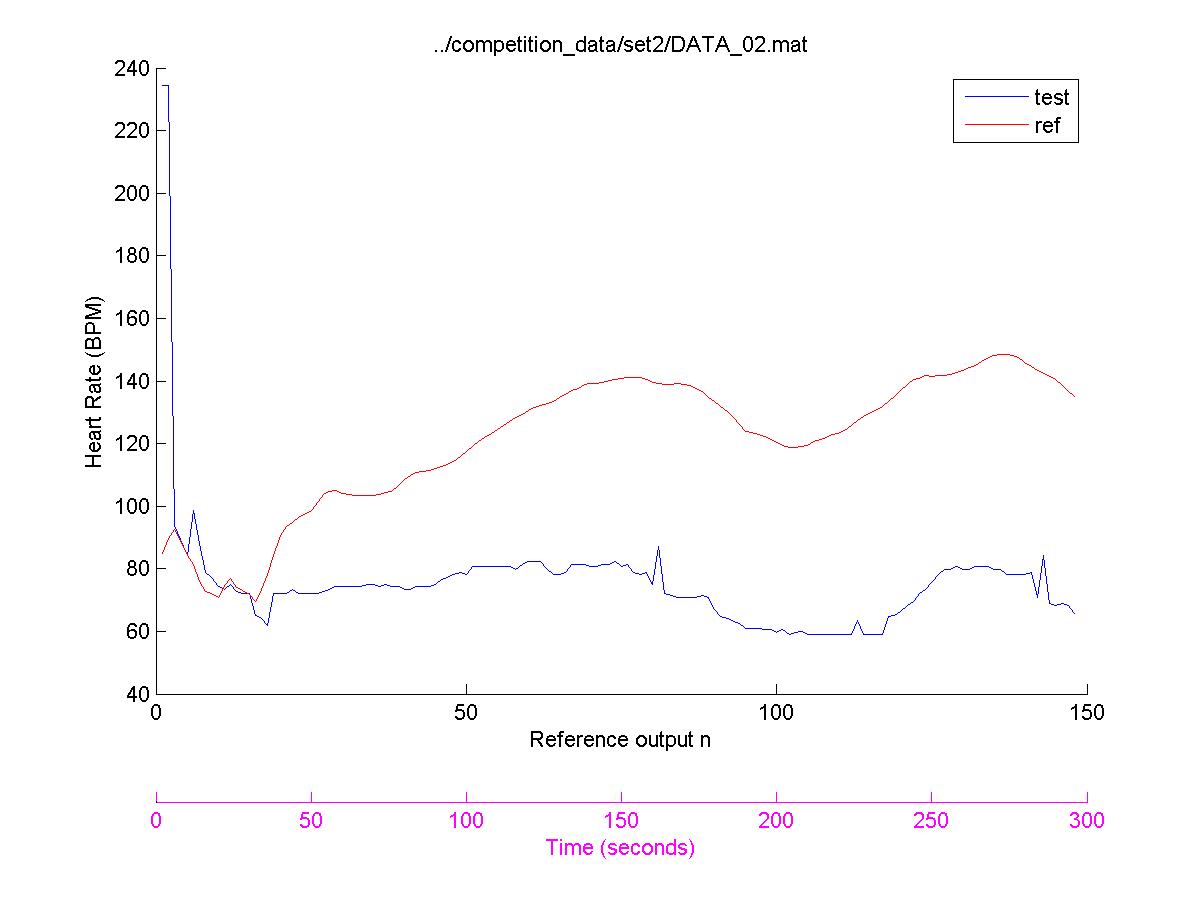 ../competition_data/set2/DATA_02.mat
240
220
200
180
160
140
120
100
80
60
40
Heart Rate (BPM)
test
ref
0 50 100 150
Reference output n
0 50 100 150 200 250 300
Time (seconds)